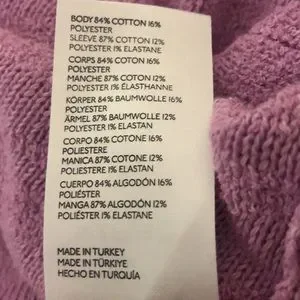 BODY 84% COTTON 16%
POLYESTER
SLEEVE 87% COTTON 12%
POLYESTER 1% ELASTANE
CORPS 84% COTON 16%
POLYESTER
MANCHE 87% COTON 12%
POLYESTER 1% ÉLASTHANNE
KÖRPER 84% BAUMWOLLE 16%
POLYESTER
ÄRMEL 87% BAUMWOLLE 12%
POLYESTER 1% ELASTAN
CORPO 84% COTONE 16%
POLIESTERE
MANICA 87% COTONE 12%
POLIESTERE 1% ELASTAN
CUERPO 84% ALGODÓN 16%
POLIÉSTER
MANGA 87% ALGODÓN 12%
POLIÉSTER 1% ELASTANE
MADE IN TURKEY
MADE IN TÜRKIYE
HECHO EN TURQUÍA